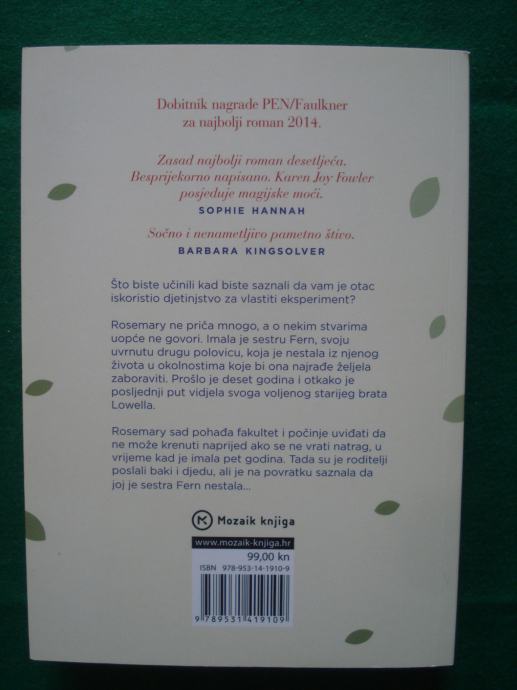 Dobitnik nagrade PEN/Faulkner
za najbolji roman 2014.
Zasad najbolji roman desetljeća.
Besprijekorno napisano. Karen Joy Fowler
posjeduje magijske moći.
SOPHIE HANNAH
Sočno i nenametljivo pametno štivo.
BARBARA KINGSOLVER
Što biste učinili kad biste saznali da vam je otac
iskoristio djetinjstvo za vlastiti eksperiment?
Rosemary ne priča mnogo, a o nekim stvarima
uopće ne govori. Imala je sestru Fern, svoju
uvrnutu drugu polovicu, koja je nestala iz njenog
života u okolnostima koje bi ona najrađe željela
zaboraviti. Prošlo je deset godina i otkako je
posljednji put vidjela svoga voljenog starijeg brata
Lowella.
Rosemary sad pohađa fakultet i počinje uviđati da
ne može krenuti naprijed ako se ne vrati natrag, u
vrijeme kad je imala pet godina. Tada su je roditelji
poslali baki i djedu, ali je na povratku saznala da
joj je sestra Fern nestala...
Mozaik knjiga
www.mozaik-knjiga.hr
99,00 kn
ISBN 978-953-14-1910-9
9 789531 419109